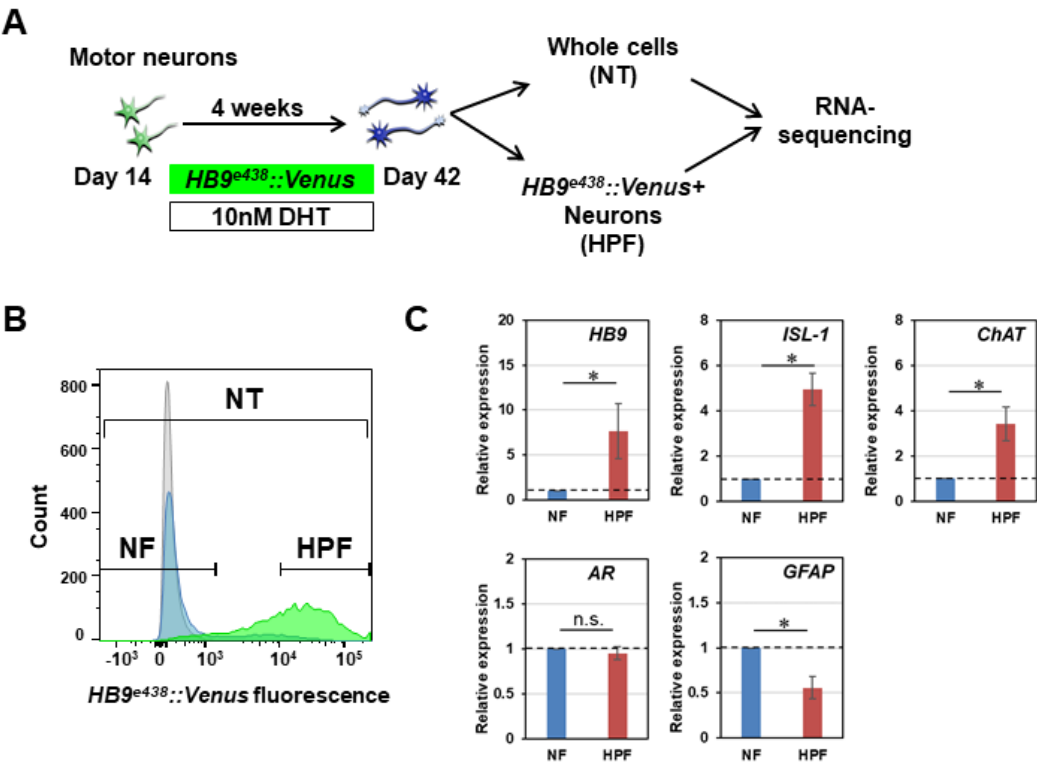 A
Motor neurons
4 weeks
Day 14
HB9e438::Venus
Day 42
10nM DHT
Whole cells
(NT)
HB9e438::Venus+
Neurons
(HPF)
RNA-
sequencing
B
Count
800
600
400
200
0
NT
NF
HPF
-10³ 0 10³ 10⁴ 10⁵
HB9e438::Venus fluorescence
C
Relative expression
20
15
10
5
0
HB9
*
NF HPF
Relative expression
8
6
4
2
0
ISL-1
*
NF HPF
Relative expression
8
6
4
2
0
ChAT
*
NF HPF
Relative expression
2
1.5
1
0.5
0
AR
n.s.
NF HPF
Relative expression
2
1.5
1
0.5
0
GFAP
*
NF HPF